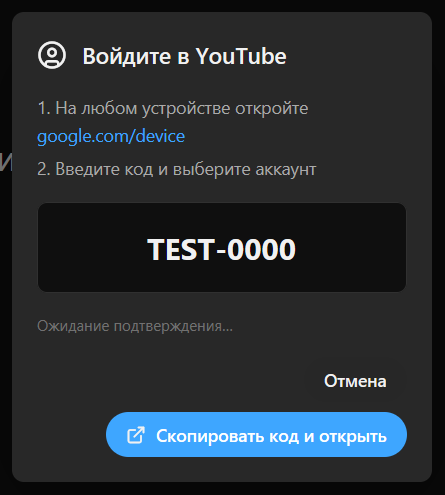 Войдите в YouTube
1. На любом устройстве откройте
google.com/device
2. Введите код и выберите аккаунт
TEST-0000
Ожидание подтверждения...
Отмена
Скопировать код и открыть